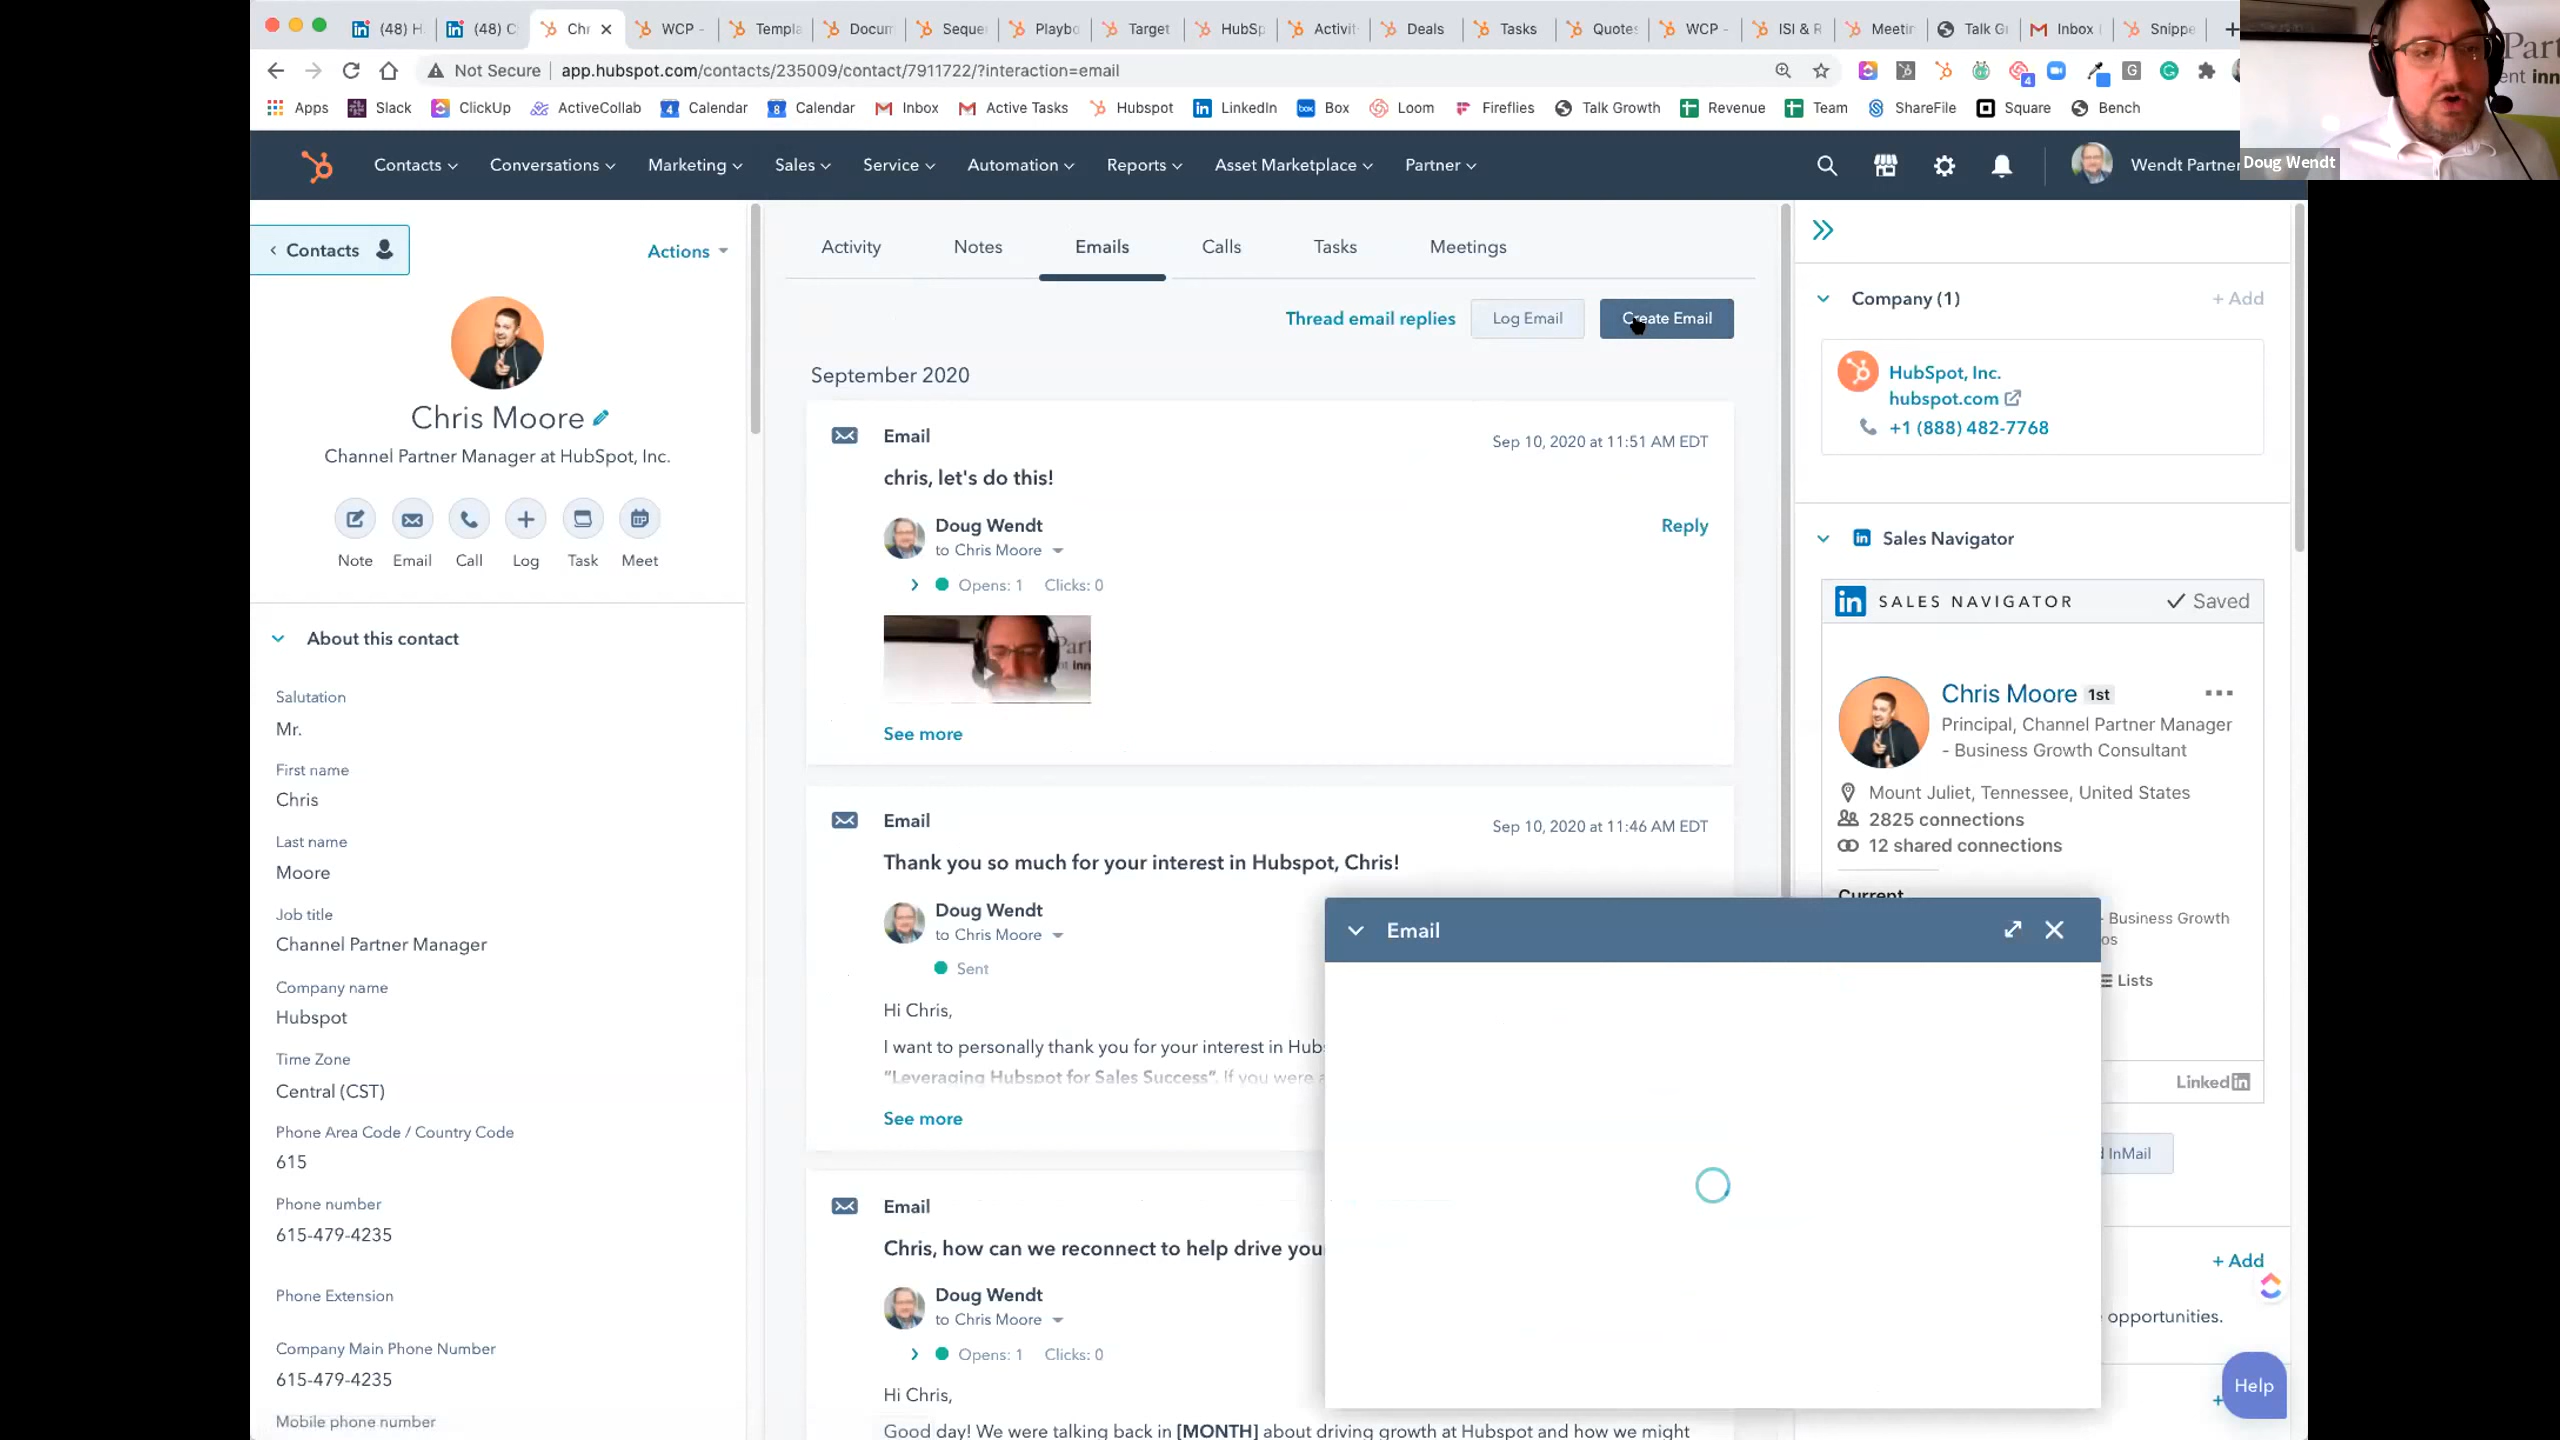 (48) H
(48) C
Chr
WCP -
Templa
Docum
Seque
Playbo
Target
HubSp
Activit
Deals
Tasks
Quotes
WCP -
ISI & R
Meetin
Talk Gr
Inbox
Snippe
Not Secure
app.hubspot.com/contacts/235009/contact/7911722/?interaction=email
4
G
Apps
Slack
ClickUp
ActiveCollab
4
Calendar
8
Calendar
Inbox
Active Tasks
Hubspot
LinkedIn
box
Box
Loom
Fireflies
Talk Growth
Revenue
Team
ShareFile
Square
Bench
Part
ent inn
Doug Wendt
Contacts
Conversations
Marketing
Sales
Service
Automation
Reports
Asset Marketplace
Partner
Wendt Partner
Contacts
Actions
Chris Moore
Channel Partner Manager at HubSpot, Inc.
Note
Email
Call
Log
Task
Meet
About this contact
Salutation
Mr.
First name
Chris
Last name
Moore
Job title
Channel Partner Manager
Company name
Hubspot
Time Zone
Central (CST)
Phone Area Code / Country Code
615
Phone number
615-479-4235
Phone Extension
Company Main Phone Number
615-479-4235
Mobile phone number
Activity
Notes
Emails
Calls
Tasks
Meetings
Thread email replies
Log Email
Create Email
September 2020
Email
Sep 10, 2020 at 11:51 AM EDT
chris, let's do this!
Doug Wendt
Reply
to Chris Moore
Opens: 1 Clicks: 0
Part
inn
See more
Email
Sep 10, 2020 at 11:46 AM EDT
Thank you so much for your interest in Hubspot, Chris!
Doug Wendt
to Chris Moore
Sent
Hi Chris,
I want to personally thank you for your interest in Hub
"Leveraging Hubspot for Sales Success". If you were a
See more
Email
Chris, how can we reconnect to help drive you
Doug Wendt
to Chris Moore
Opens: 1 Clicks: 0
Hi Chris,
Good day! We were talking back in [MONTH] about driving growth at Hubspot and how we might
Email
Company (1)
+ Add
HubSpot, Inc.
hubspot.com
+1 (888) 482-7768
in Sales Navigator
in SALES NAVIGATOR
Saved
Chris Moore 1st
Principal, Channel Partner Manager
- Business Growth Consultant
Mount Juliet, Tennessee, United States
2825 connections
12 shared connections
Current
- Business Growth
os
Lists
Linkedin
InMail
+ Add
opportunities.
+
Help